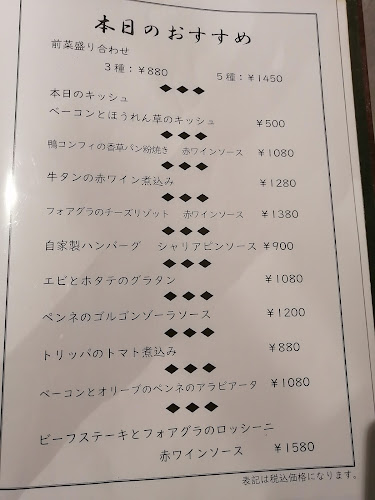 本日のおすすめ
前菜盛り合わせ
3種：¥880 5種：¥1450
本日のキッシュ
ベーコンとほうれん草のキッシュ ¥500
鴨コンフィの香草パン粉焼き 赤ワインソース ¥1080
牛タンの赤ワイン煮込み ¥1280
フォアグラのチーズリゾット 赤ワインソース ¥1380
自家製ハンバーグ シャリアピンソース ¥900
エビとホタテのグラタン ¥1080
ペンネのゴルゴンゾーラソース ¥1200
トリッパのトマト煮込み ¥880
ベーコンとオリーブのペンネのアラビアータ ¥1080
ビーフステーキとフォアグラのロッシーニ
赤ワインソース ¥1580
表記は税込価格になります。